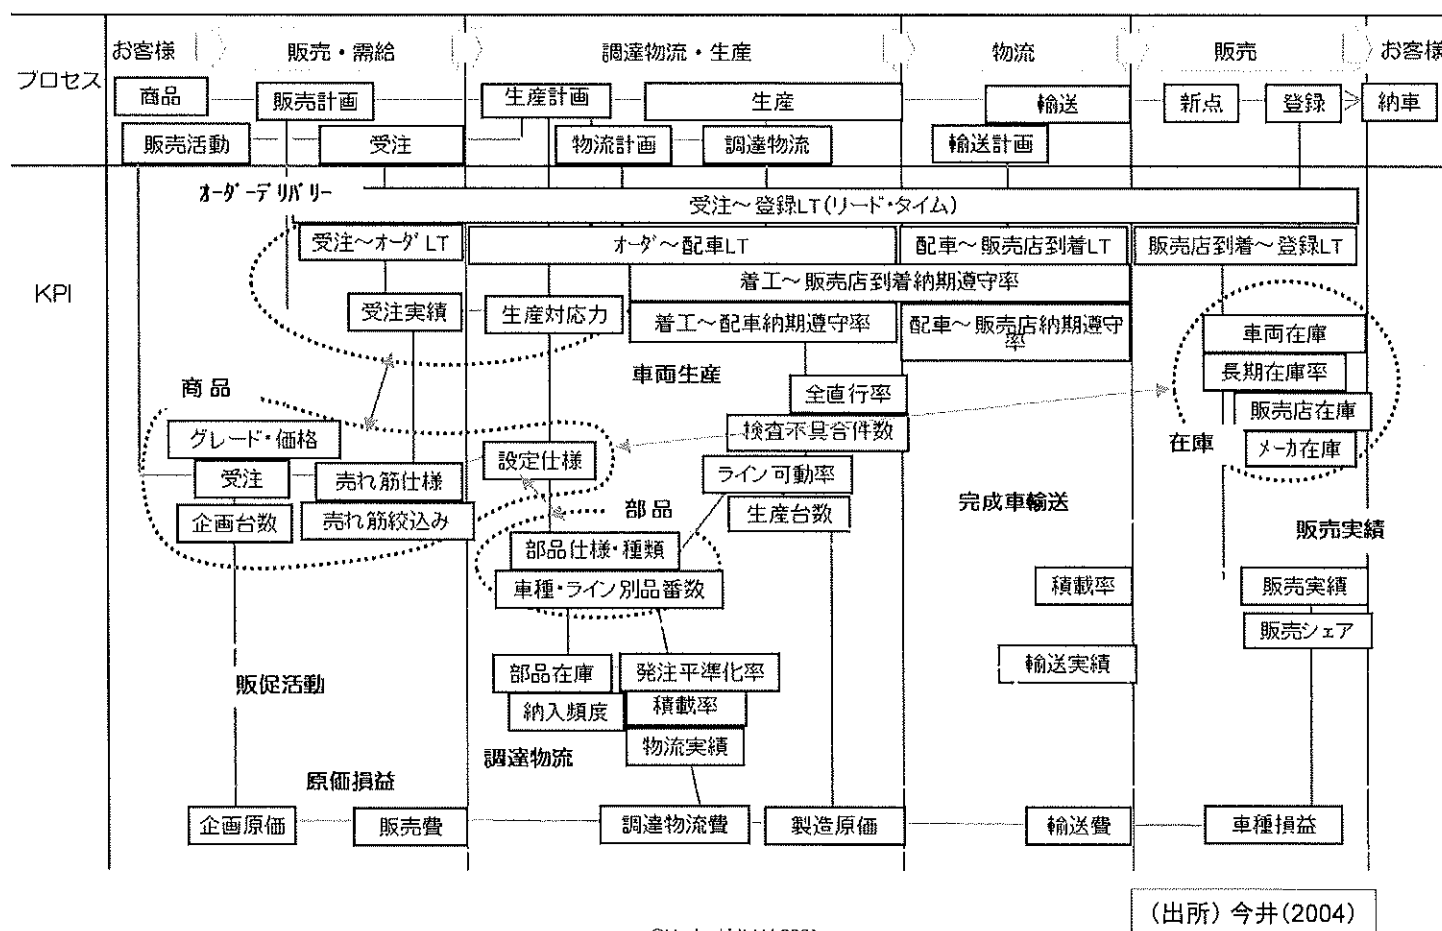 お客様
販売・需給
調達物流・生産
物流
販売
お客様
プロセス
商品
販売計画
生産計画
生産
輸送
新点
登録
納車
販売活動
受注
物流計画
調達物流
輸送計画
オーダーデリバリー
受注～登録LT(リード・タイム)
受注～オーダLT
オーダ～配車LT
配車～販売店到着LT
販売店到着～登録LT
KPI
着工～販売店到着納期遵守率
受注実績
生産対応力
着工～配車納期遵守率
配車～販売店納期遵守
率
車両在庫
車両生産
長期在庫率
商品
全直行率
販売店在庫
グレード・価格
検査不具合件数
在庫
メーカ在庫
設定仕様
受注
売れ筋仕様
ライン可動率
企画台数
売れ筋絞込み
部品
生産台数
完成車輸送
販売実績
部品仕様・種類
車種・ライン別品番数
積載率
販売実績
販売シェア
部品在庫
発注平準化率
輸送実績
販促活動
納入頻度
積載率
物流実績
調達物流
原価損益
企画原価
販売費
調達物流費
製造原価
輸送費
車種損益
(出所) 今井(2004)